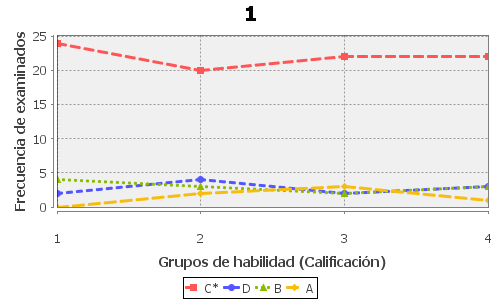 1
Frecuencia de examinados
25
20
15
10
5
0
1 2 3 4
Grupos de habilidad (Calificación)
C* D B A